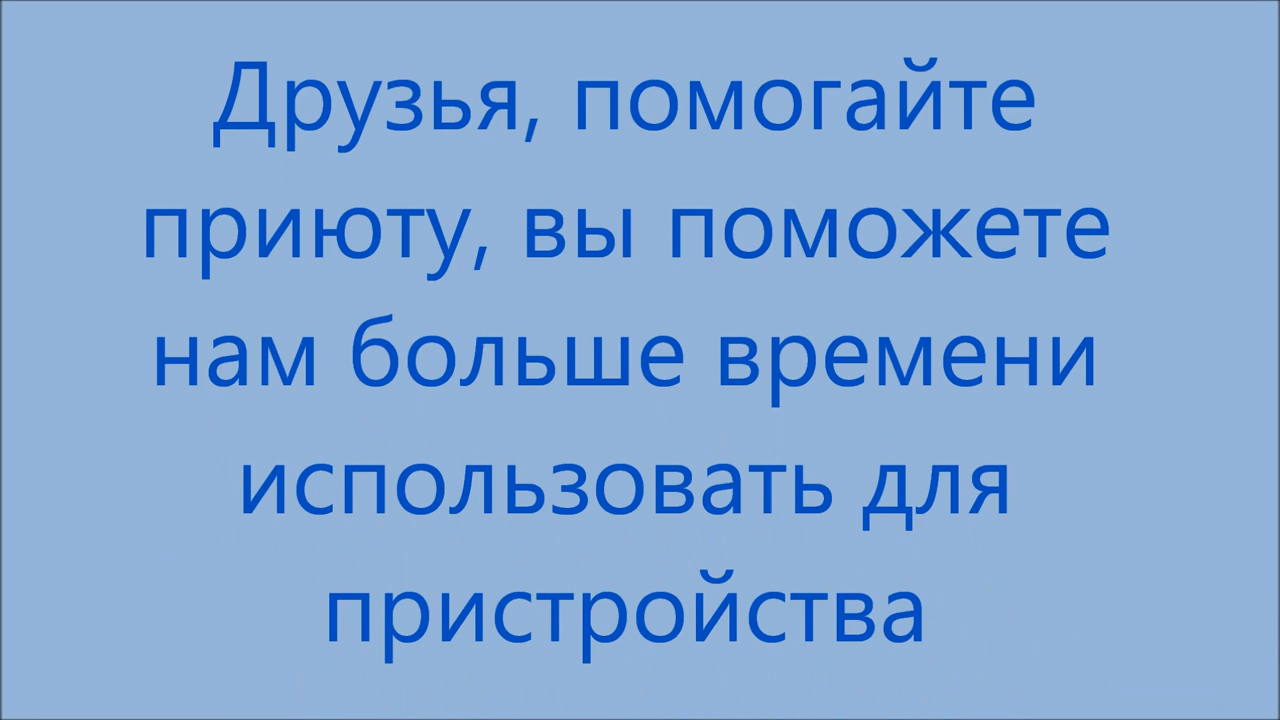 Друзья, помогайте
приюту, вы поможете
нам больше времени
использовать для
пристройства